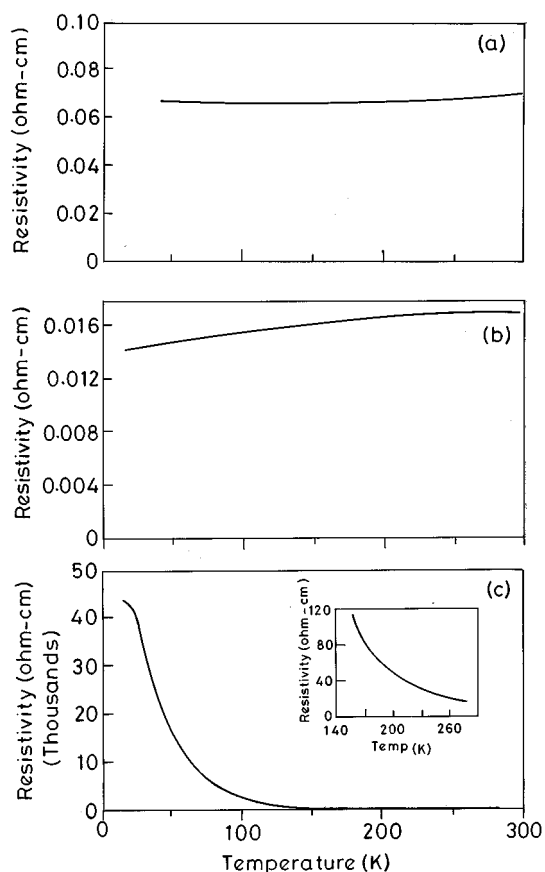 Resistivity (ohm-cm)
0.10
0.08
0.06
0.04
0.02
0
(a)
Resistivity (ohm-cm)
0.016
0.012
0.008
0.004
0
(b)
Resistivity (ohm-cm)
(Thousands)
50
40
30
20
10
0
(c)
Resistivity (ohm-cm)
120
80
40
0
140 200 260
Temp (K)
0 100 200 300
Temperature (K)